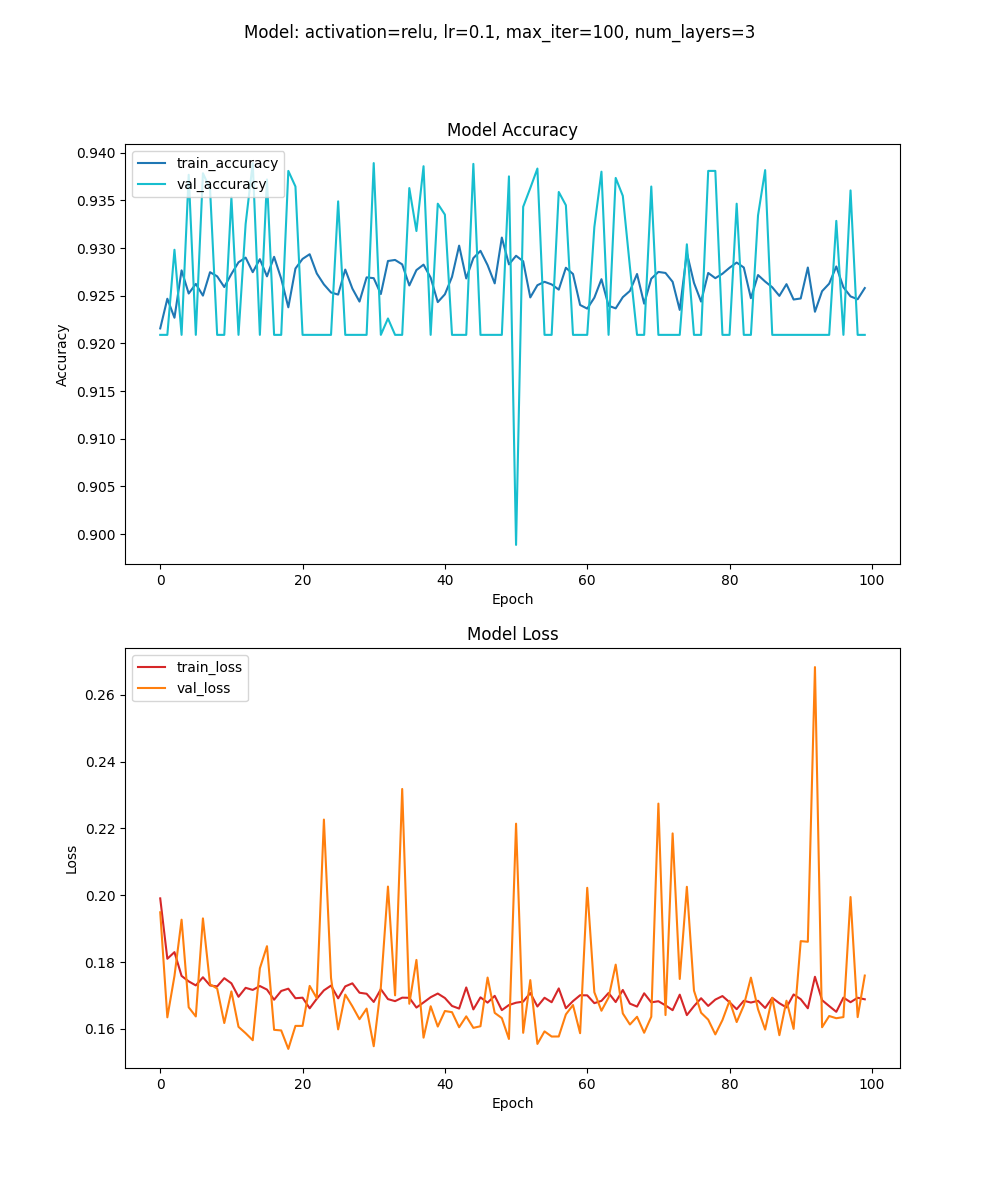 Model: activation=relu, lr=0.1, max_iter=100, num_layers=3
Model Accuracy
train_accuracy
val_accuracy
0.940
0.935
0.930
0.925
0.920
0.915
0.910
0.905
0.900
Accuracy
0 20 40 60 80 100
Epoch
Model Loss
train_loss
val_loss
0.26
0.24
0.22
0.20
0.18
0.16
Loss
0 20 40 60 80 100
Epoch